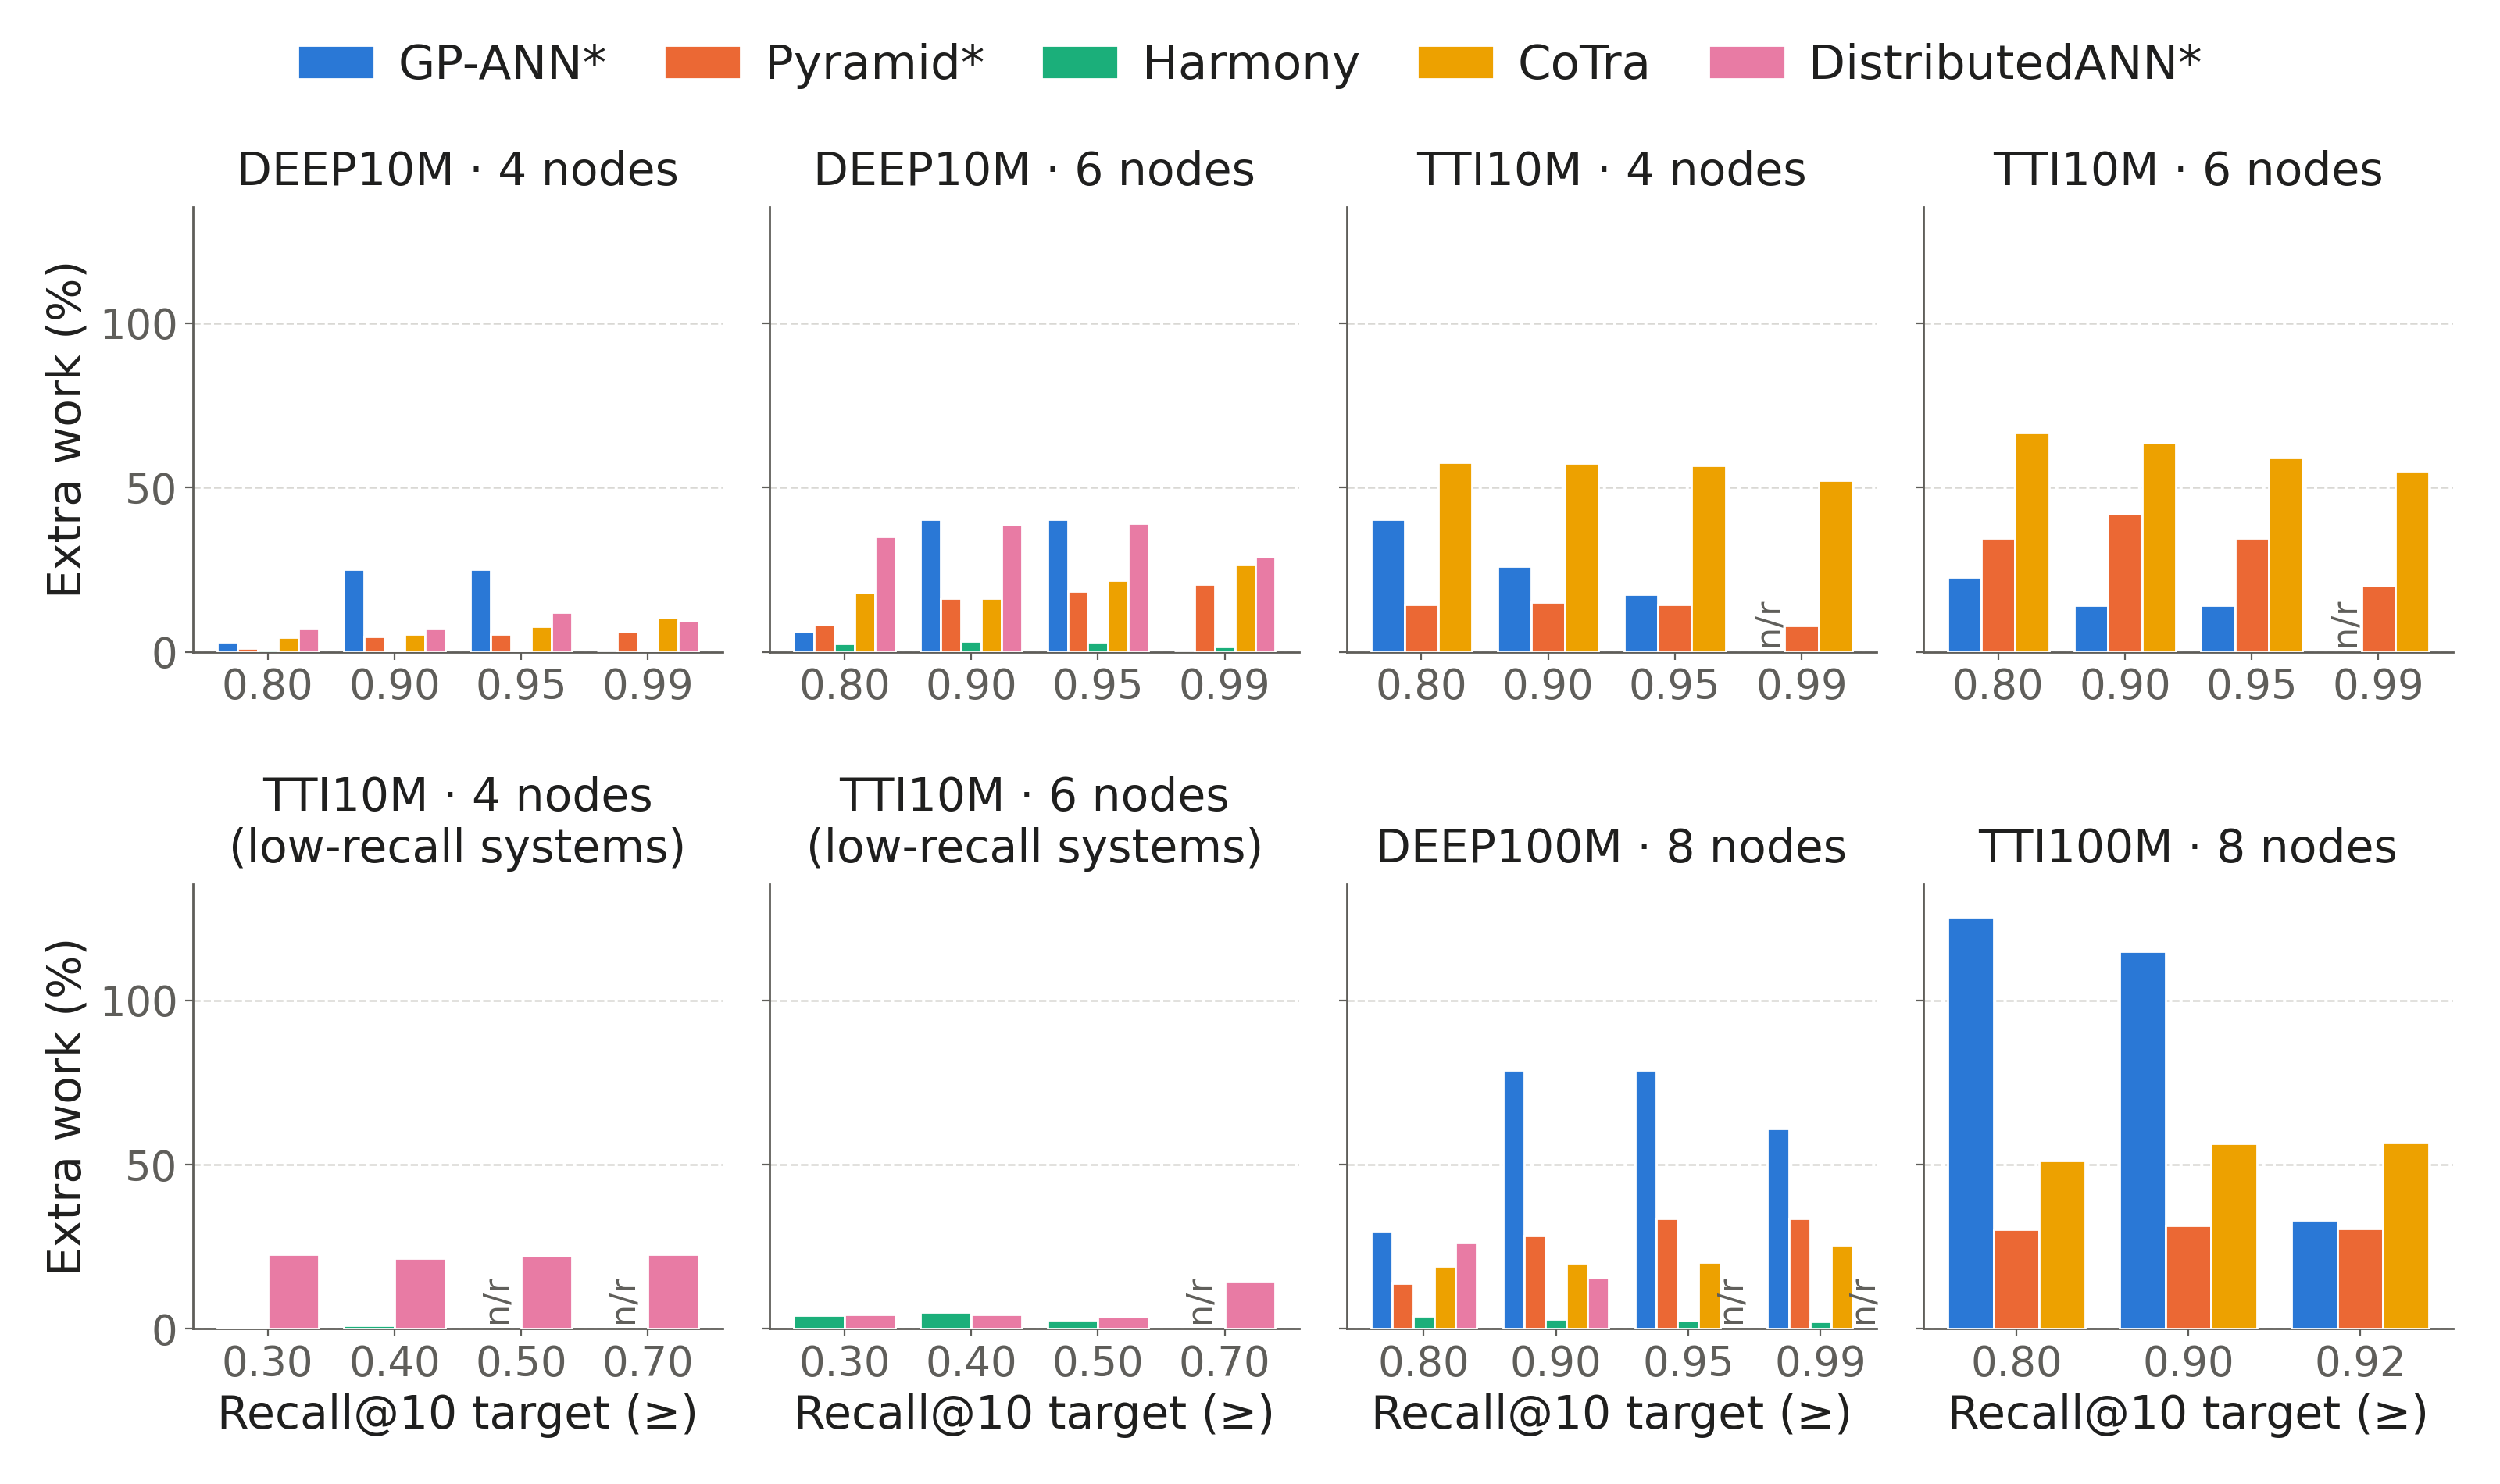 GP-ANN* Pyramid* Harmony CoTra DistributedANN*
DEEP10M · 4 nodes
DEEP10M · 6 nodes
TTI10M · 4 nodes
TTI10M · 6 nodes
Extra work (%)
100
50
0
n/r
n/r
0.80 0.90 0.95 0.99
0.80 0.90 0.95 0.99
0.80 0.90 0.95 0.99
0.80 0.90 0.95 0.99
TTI10M · 4 nodes
(low-recall systems)
TTI10M · 6 nodes
(low-recall systems)
DEEP100M · 8 nodes
TTI100M · 8 nodes
Extra work (%)
100
50
0
n/r
n/r
n/r
n/r
n/r
0.30 0.40 0.50 0.70
0.30 0.40 0.50 0.70
0.80 0.90 0.95 0.99
0.80 0.90 0.92
Recall@10 target (≥)
Recall@10 target (≥)
Recall@10 target (≥)
Recall@10 target (≥)